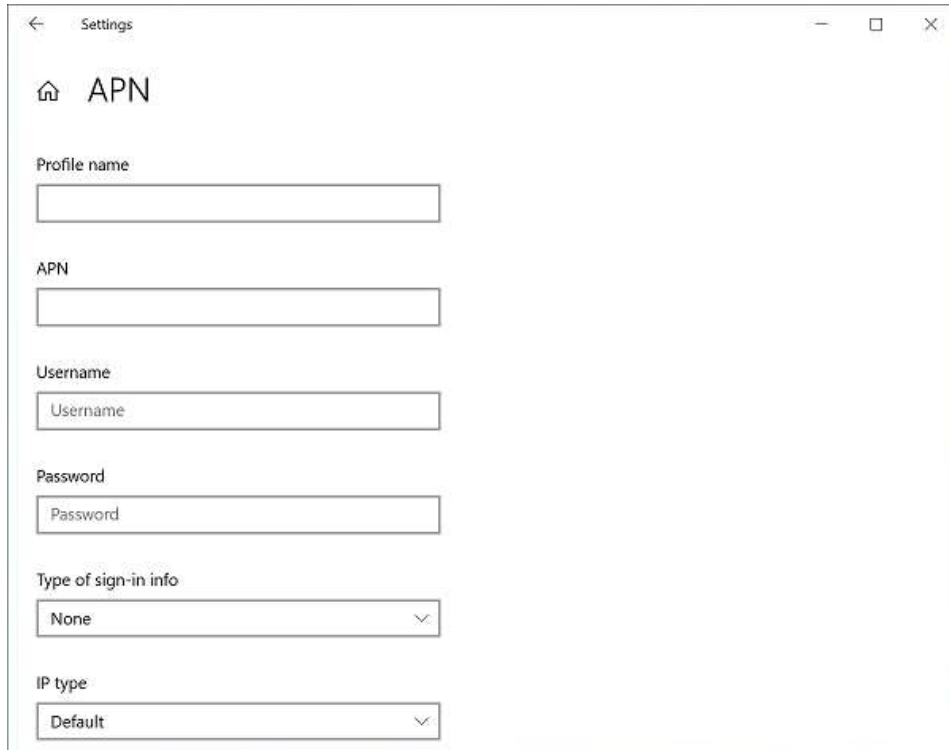 Settings
APN
Profile name
APN
Username
Username
Password
Password
Type of sign-in info
None
IP type
Default